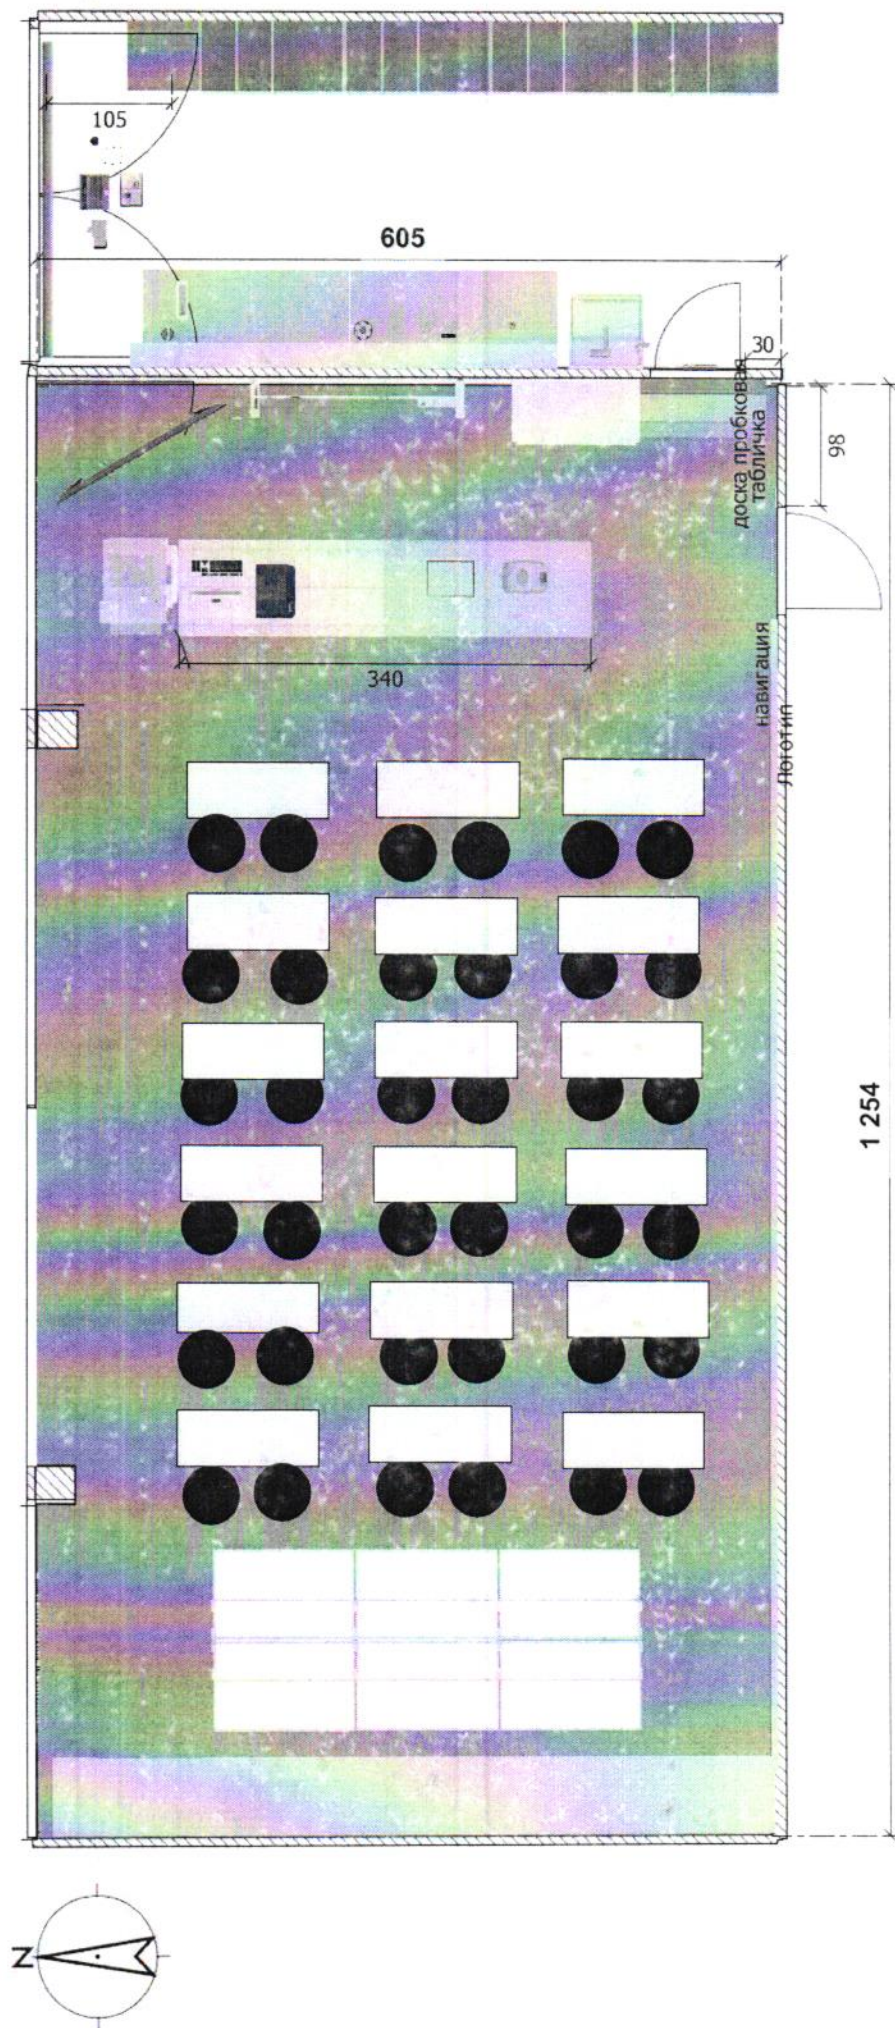 105
605
30
доска пробковая
табличка
98
340
навигация
Логотип
1 254
N